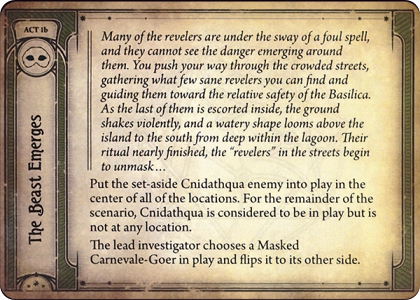 ACT 1b
The Beast Emerges
Many of the revelers are under the sway of a foul spell,
and they cannot see the danger emerging around
them. You push your way through the crowded streets,
gathering what few sane revelers you can find and
guiding them toward the relative safety of the Basilica.
As the last of them is escorted inside, the ground
shakes violently, and a watery shape looms above the
island to the south from deep within the lagoon. Their
ritual nearly finished, the “revelers” in the streets begin
to unmask…
Put the set-aside Cnidathqua enemy into play in the
center of all of the locations. For the remainder of the
scenario, Cnidathqua is considered to be in play but is
not at any location.
The lead investigator chooses a Masked
Carnevale-Goer in play and flips it to its other side.